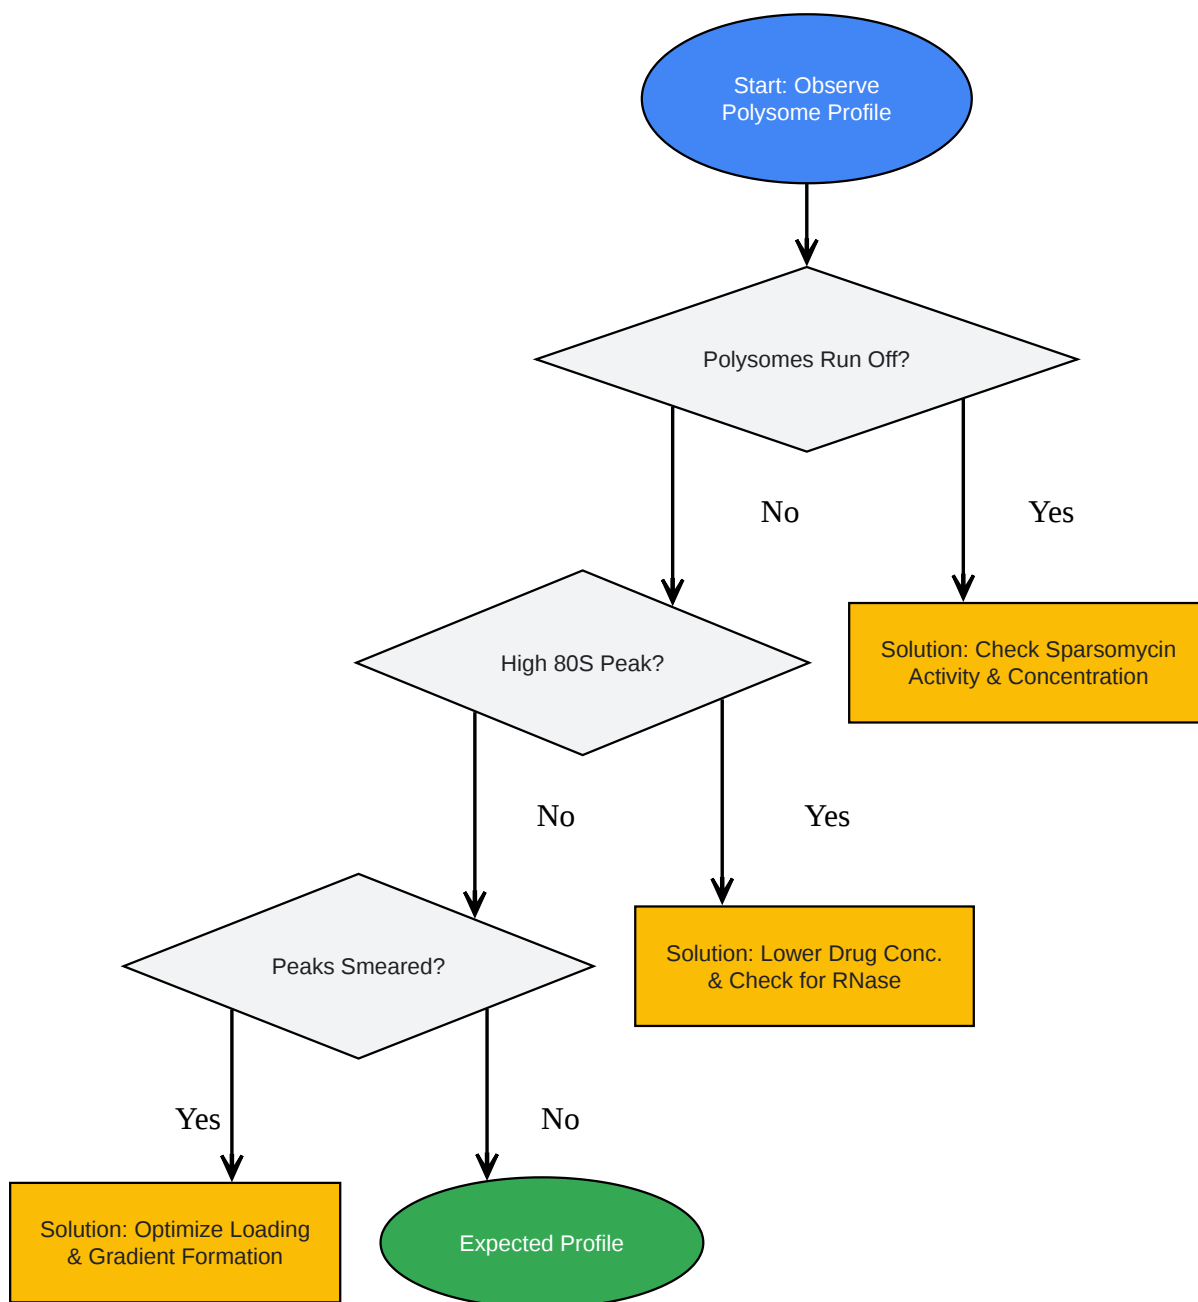 Start: Observe
Polysome Profile
Polysomes Run Off?
No
Yes
High 80S Peak?
Solution: Check Sparsomycin
Activity & Concentration
No
Yes
Peaks Smeared?
Solution: Lower Drug Conc.
& Check for RNase
Yes
No
Solution: Optimize Loading
& Gradient Formation
Expected Profile